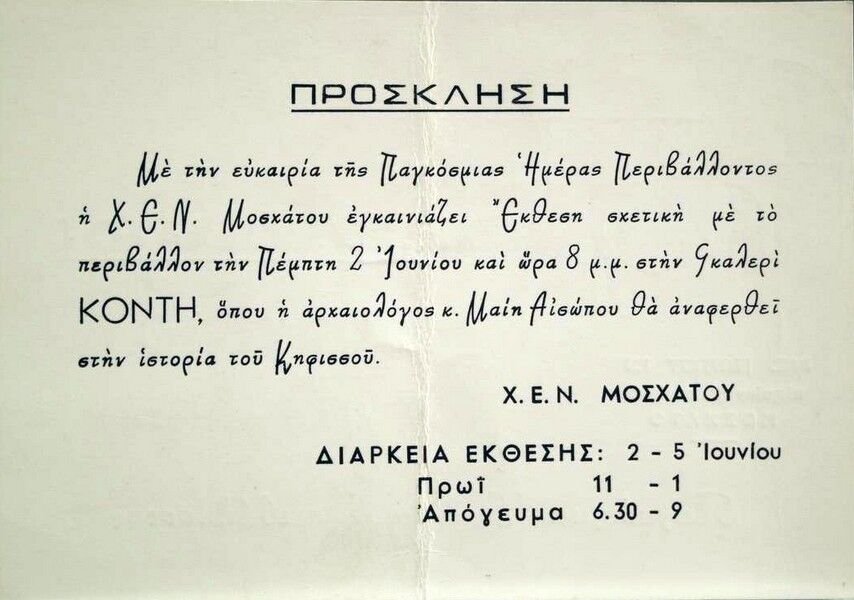 ΠΡΟΣΚΛΗΣΗ
Μὲ τὴν εὐκαιρία τῆς Παγκόσμιας Ἡμέρας Περιβάλλοντος
ἡ Χ. Ε. Ν. Μοσχάτου ἐγκαινιάζει Ἔκθεση σχετικὴ μὲ τὸ
περιβάλλον τὴν Πέμπτη 2 Ἰουνίου καὶ ὥρα 8 μ.μ. στὴν Γκαλερὶ
ΚΟΝΤΗ, ὅπου ἡ ἀρχαιολόγος κ. Μαίη Αἰσώπου θὰ ἀναφερθεῖ
στὴν ἱστορία τοῦ Κηφισσοῦ.
Χ. Ε. Ν. ΜΟΣΧΑΤΟΥ
ΔΙΑΡΚΕΙΑ ΕΚΘΕΣΗΣ: 2 - 5 Ἰουνίου
Πρωΐ 11 - 1
Ἀπόγευμα 6.30 - 9